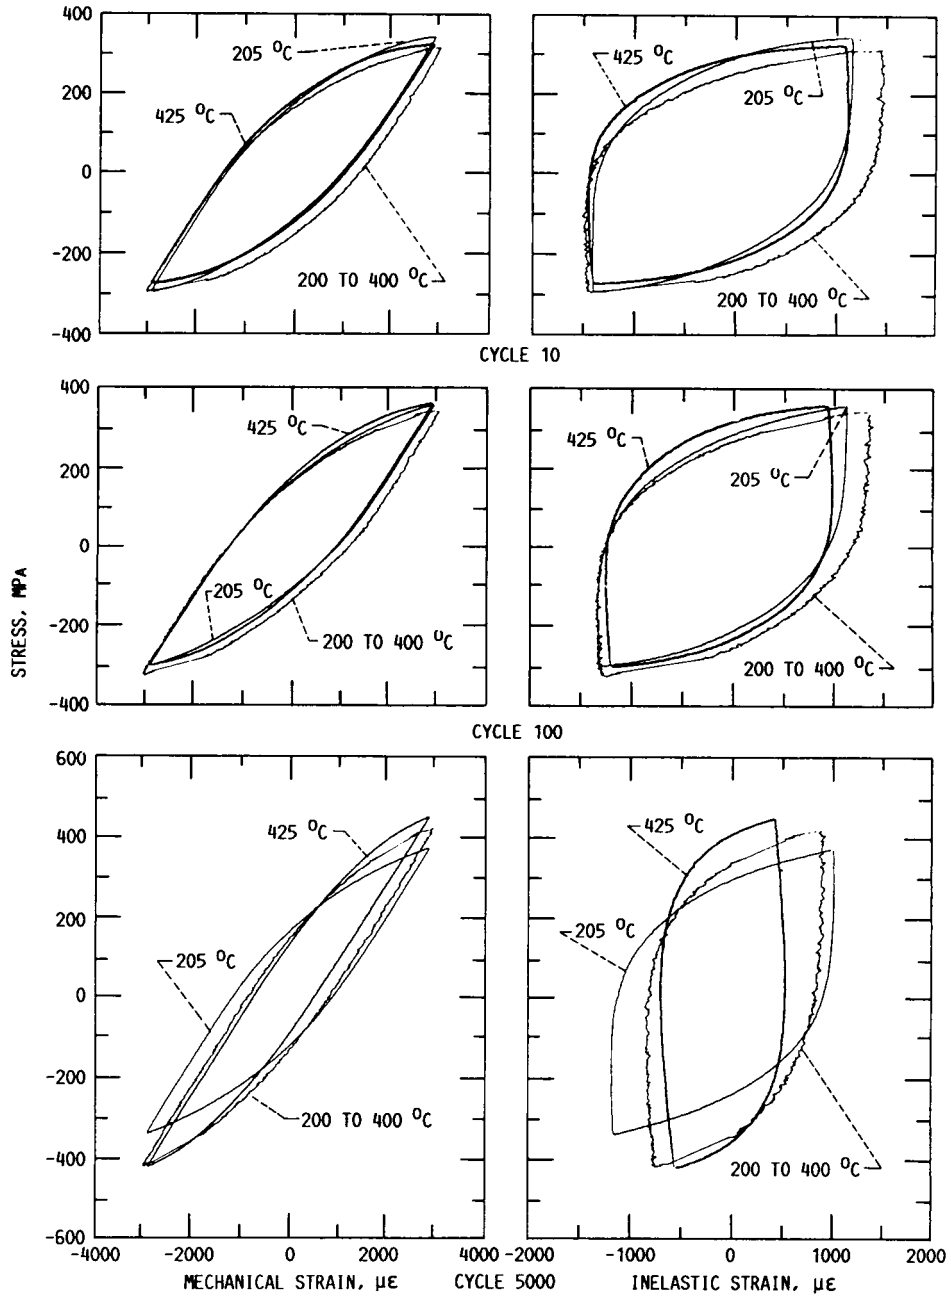 400
200
0
-200
-400
205 °C
425 °C
200 TO 400 °C
425 °C
205 °C
200 TO 400 °C
CYCLE 10
STRESS, MPA
400
200
0
-200
-400
425 °C
205 °C
200 TO 400 °C
425 °C
205 °C
200 TO 400 °C
CYCLE 100
600
400
200
0
-200
-400
-600
425 °C
205 °C
200 TO 400 °C
425 °C
205 °C
200 TO 400 °C
-4000 -2000 0 2000 4000 -2000 -1000 0 1000 2000
MECHANICAL STRAIN, µε CYCLE 5000 INELASTIC STRAIN, µε